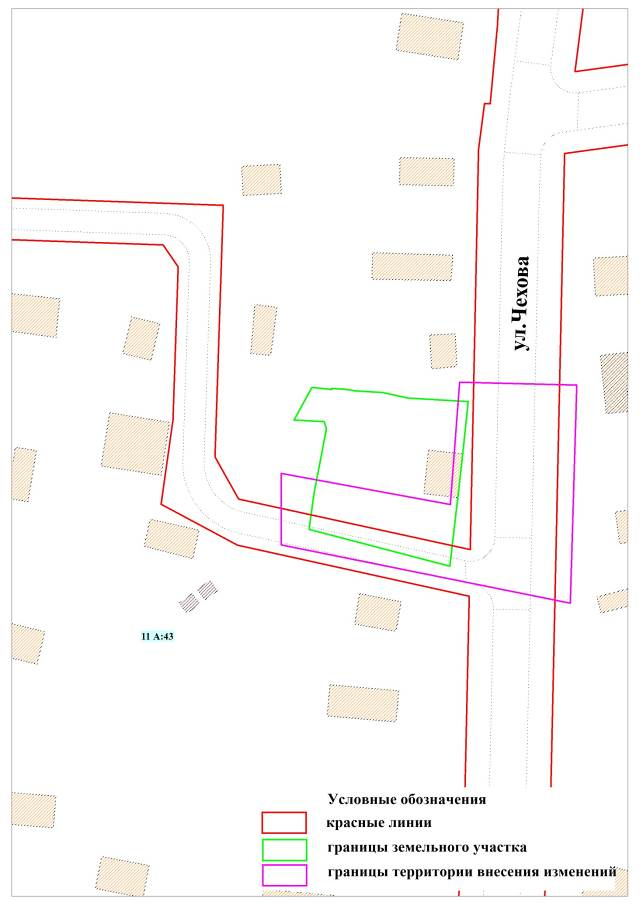 ул.Чехова
11 А:43
Условные обозначения
красные линии
границы земельного участка
границы территории внесения изменений